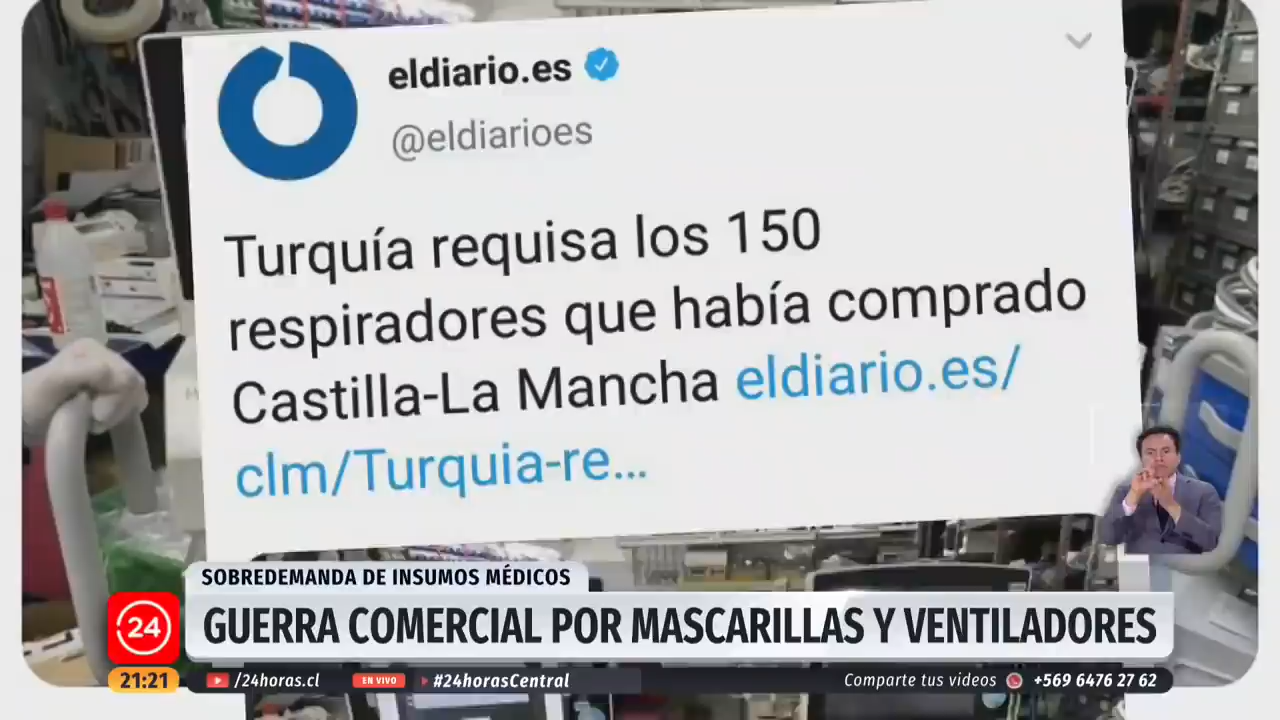 eldiario.es
@eldiarioes
Turquía requisa los 150
respiradores que había comprado
Castilla-La Mancha eldiario.es/
clm/Turquia-re...
SOBREDEMANDA DE INSUMOS MÉDICOS
24
GUERRA COMERCIAL POR MASCARILLAS Y VENTILADORES
21:21
/24horas.cl
EN VIVO
#24horasCentral
Comparte tus videos
+569 6476 27 62